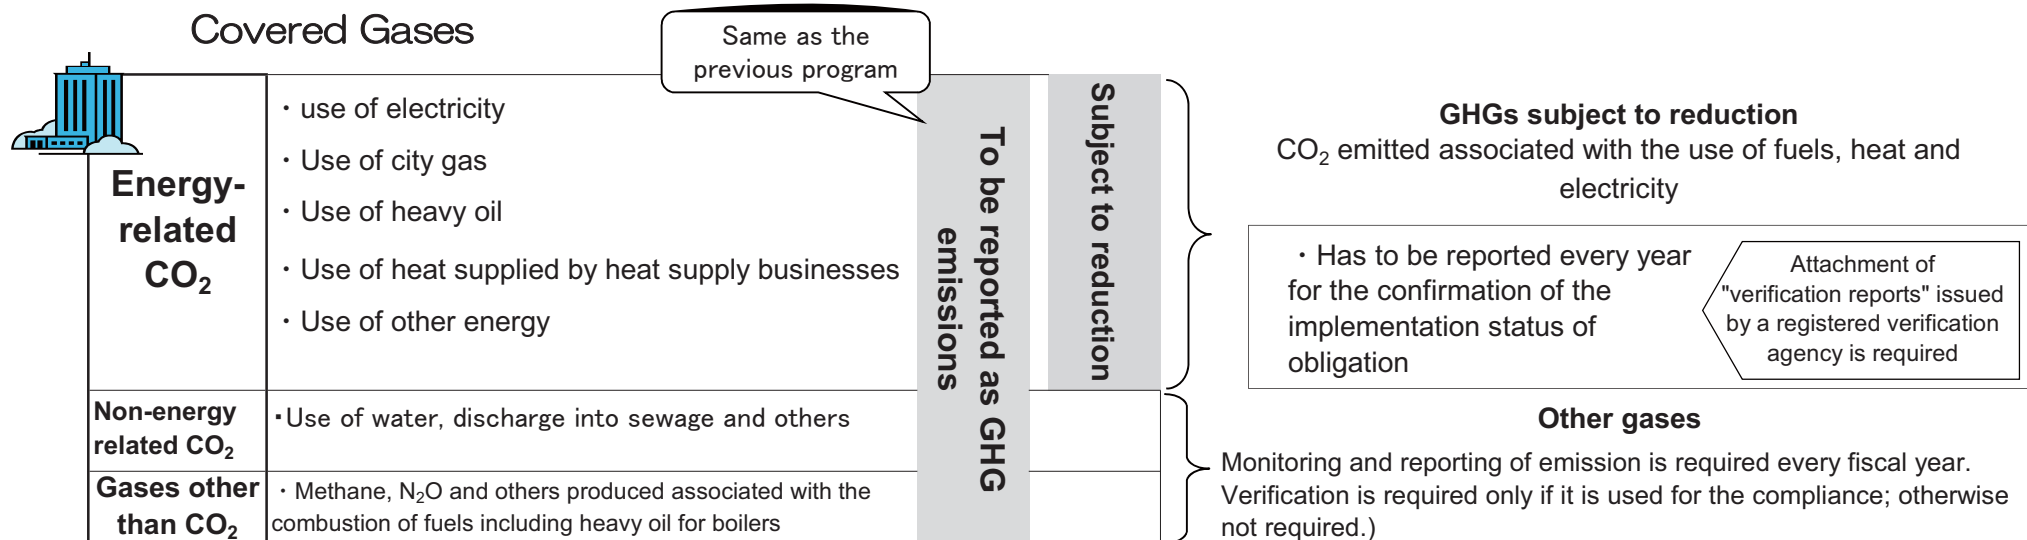 Covered Gases
Same as the
previous program
Energy-
related
CO₂
・use of electricity
・Use of city gas
・Use of heavy oil
・Use of heat supplied by heat supply businesses
・Use of other energy
To be reported as GHG
emissions
Subject to reduction
GHGs subject to reduction
CO₂ emitted associated with the use of fuels, heat and
electricity
・Has to be reported every year
for the confirmation of the
implementation status of
obligation
Attachment of
"verification reports" issued
by a registered verification
agency is required
Non-energy
related CO₂
・Use of water, discharge into sewage and others
Gases other
than CO₂
・Methane, N₂O and others produced associated with the
combustion of fuels including heavy oil for boilers
Other gases
Monitoring and reporting of emission is required every fiscal year.
Verification is required only if it is used for the compliance; otherwise
not required.)